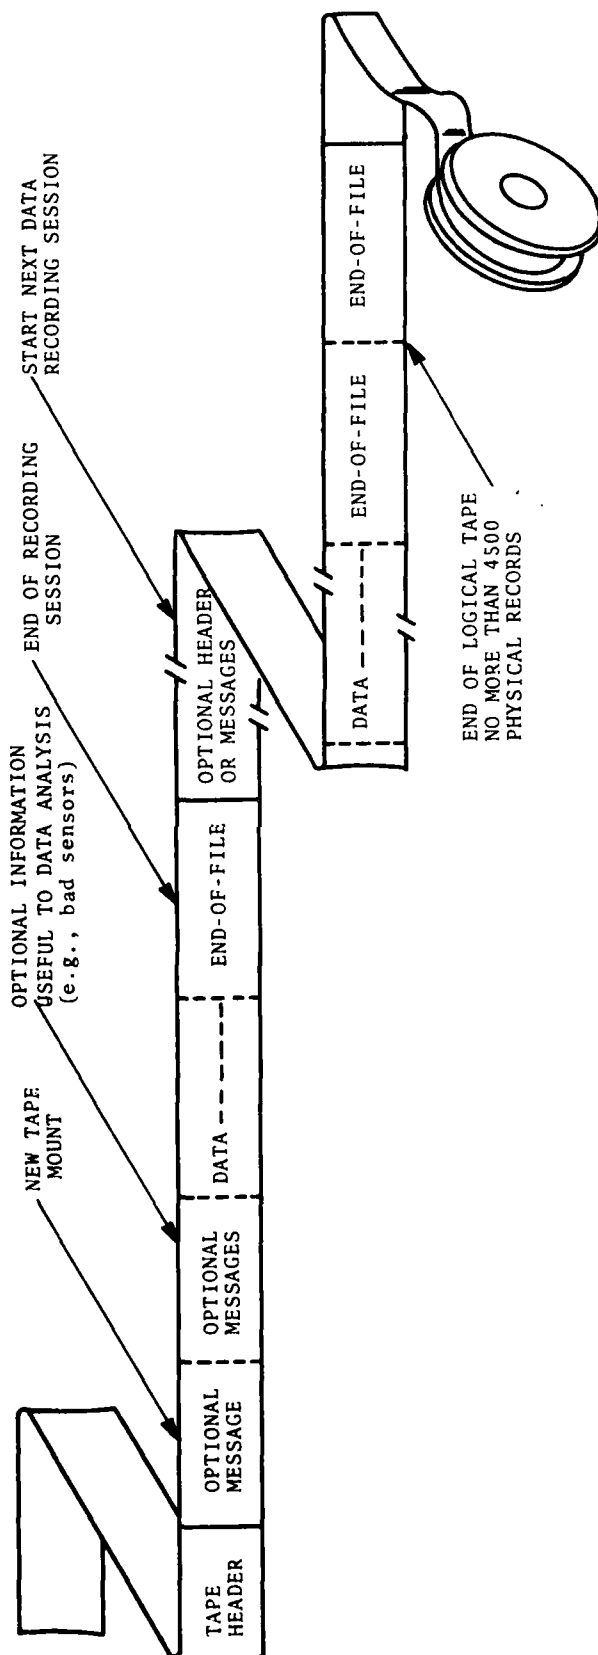 NEW TAPE
MOUNT
OPTIONAL INFORMATION
USEFUL TO DATA ANALYSIS
(e.g., bad sensors)
END OF RECORDING
SESSION
START NEXT DATA
RECORDING SESSION
TAPE
HEADER
OPTIONAL
MESSAGE
OPTIONAL
MESSAGES
DATA
END-OF-FILE
OPTIONAL HEADER
OR MESSAGES
DATA
END-OF-FILE
END-OF-FILE
END OF LOGICAL TAPE
NO MORE THAN 4500
PHYSICAL RECORDS